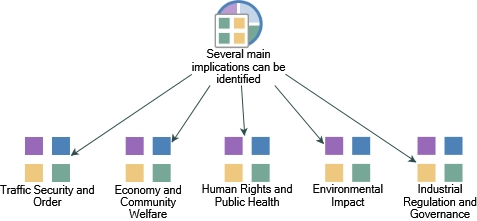 Several main
implications can be
identified
Traffic Security and
Order
Economy and
Community
Welfare
Human Rights and
Public Health
Environmental
Impact
Industrial
Regulation and
Governance